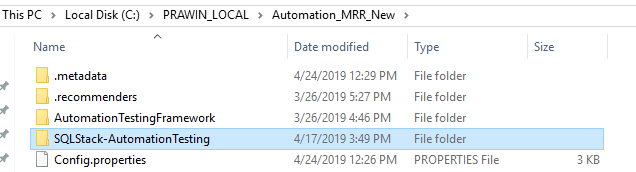 This PC > Local Disk (C:) > PRAWIN_LOCAL > Automation_MRR_New >
Name Date modified Type Size
.metadata 4/24/2019 12:29 PM File folder
.recommenders 3/26/2019 5:27 PM File folder
AutomationTestingFramework 3/26/2019 4:46 PM File folder
SQLStack-AutomationTesting 4/17/2019 3:49 PM File folder
Config.properties 4/24/2019 12:26 PM PROPERTIES File 3 KB